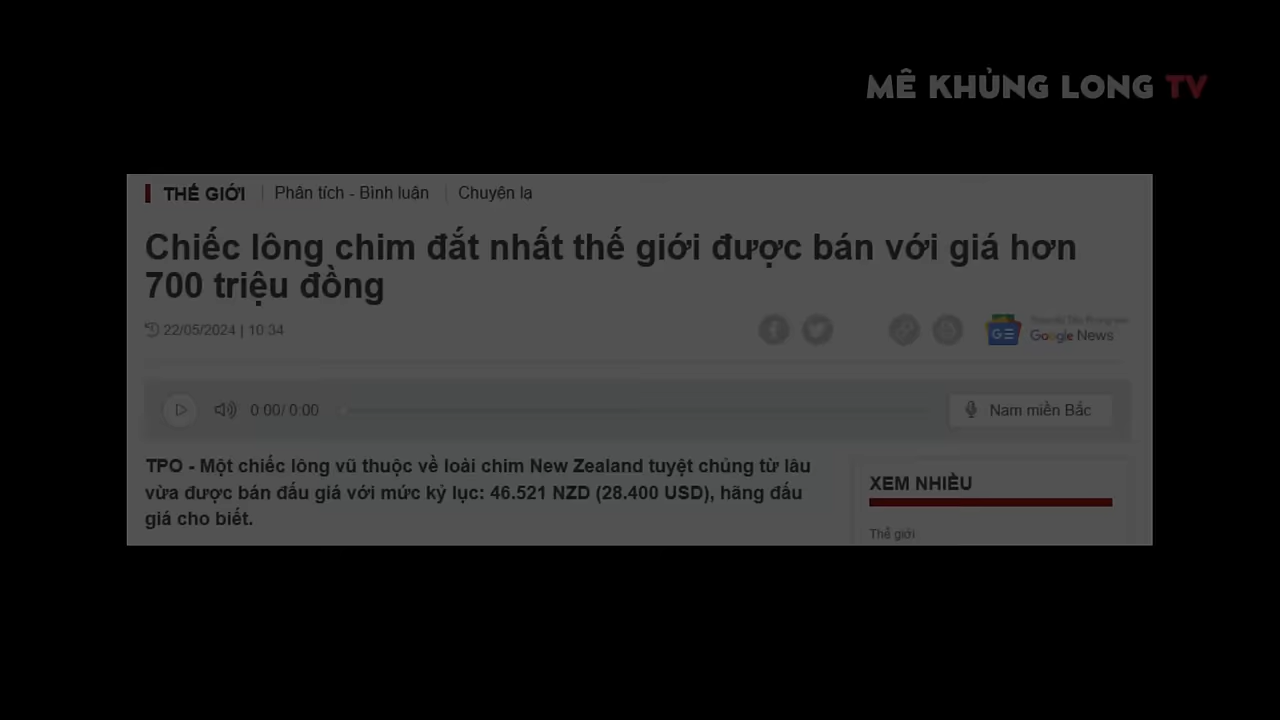 MÊ KHỦNG LONG TV
THẾ GIỚI Phân tích - Bình luận Chuyện lạ
Chiếc lông chim đắt nhất thế giới được bán với giá hơn
700 triệu đồng
22/05/2024 | 10:34
Google News
0:00/ 0:00
Nam miền Bắc
TPO - Một chiếc lông vũ thuộc về loài chim New Zealand tuyệt chủng từ lâu
vừa được bán đấu giá với mức kỷ lục: 46.521 NZD (28.400 USD), hãng đấu
giá cho biết.
XEM NHIỀU
Thế giới